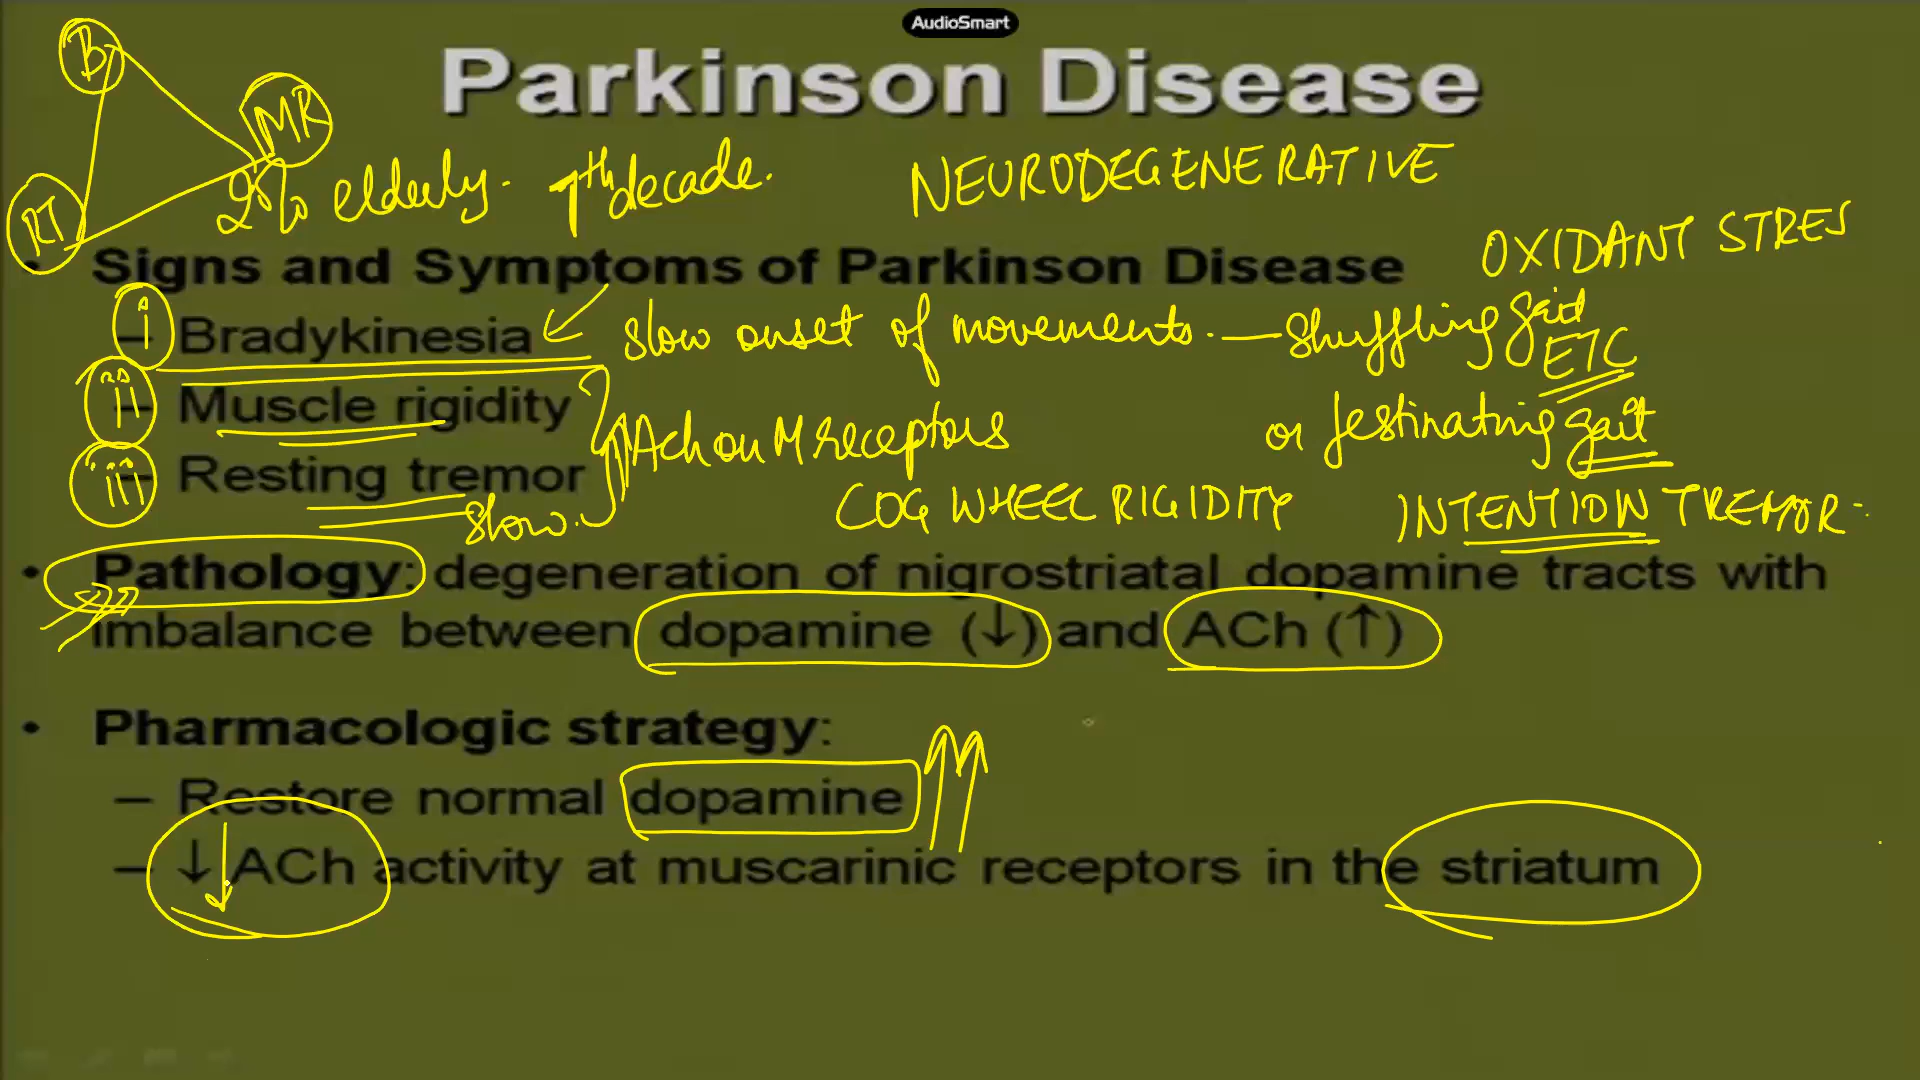 AudioSmart
Parkinson Disease
B
MR
RT
2% elderly. 7th decade.
NEURODEGENERATIVE
OXIDANT STRES
• Signs and Symptoms of Parkinson Disease
i – Bradykinesia
slow onset of movements. — shuffling gait
ETC
ii – Muscle rigidity
↑ Ach on M receptors
or festinating gait
iii – Resting tremor
slow.
COG WHEEL RIGIDITY
INTENTION TREMOR
• Pathology: degeneration of nigrostriatal dopamine tracts with
imbalance between dopamine (↓) and ACh (↑)
• Pharmacologic strategy:
– Restore normal dopamine ↑↑
– ↓ ACh activity at muscarinic receptors in the striatum